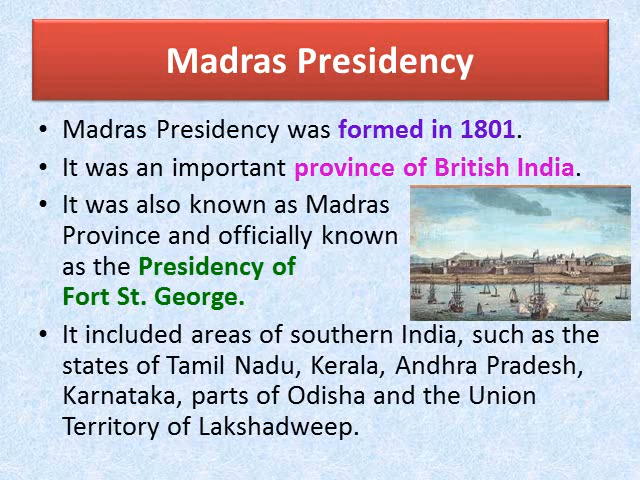 Madras Presidency
• Madras Presidency was formed in 1801.
• It was an important province of British India.
• It was also known as Madras
Province and officially known
as the Presidency of
Fort St. George.
• It included areas of southern India, such as the
states of Tamil Nadu, Kerala, Andhra Pradesh,
Karnataka, parts of Odisha and the Union
Territory of Lakshadweep.